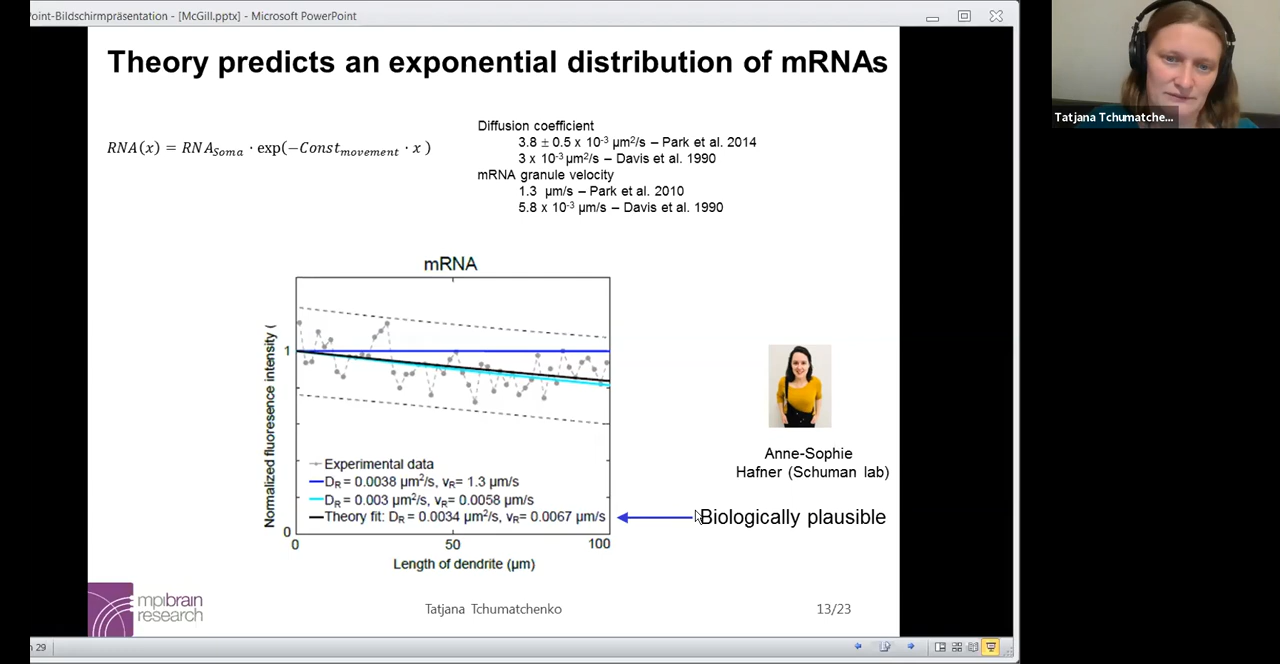 Point-Bildschirmpräsentation - [McGill.pptx] - Microsoft PowerPoint
Theory predicts an exponential distribution of mRNAs
RNA(x) = RNA_Soma · exp(−Const_movement · x )
Diffusion coefficient
3.8 ± 0.5 x 10⁻³ µm²/s – Park et al. 2014
3 x 10⁻³ µm²/s – Davis et al. 1990
mRNA granule velocity
1.3 µm/s – Park et al. 2010
5.8 x 10⁻³ µm/s – Davis et al. 1990
mRNA
Normalized fluoresence intensity (
1
0
Experimental data
D_R = 0.0038 µm²/s, v_R= 1.3 µm/s
D_R = 0.003 µm²/s, v_R= 0.0058 µm/s
Theory fit: D_R = 0.0034 µm²/s, v_R= 0.0067 µm/s
0 50 100
Length of dendrite (µm)
Biologically plausible
Anne-Sophie
Hafner (Schuman lab)
mpibrain
research
Tatjana Tchumatchenko
13/23
29
Tatjana Tchumatche...